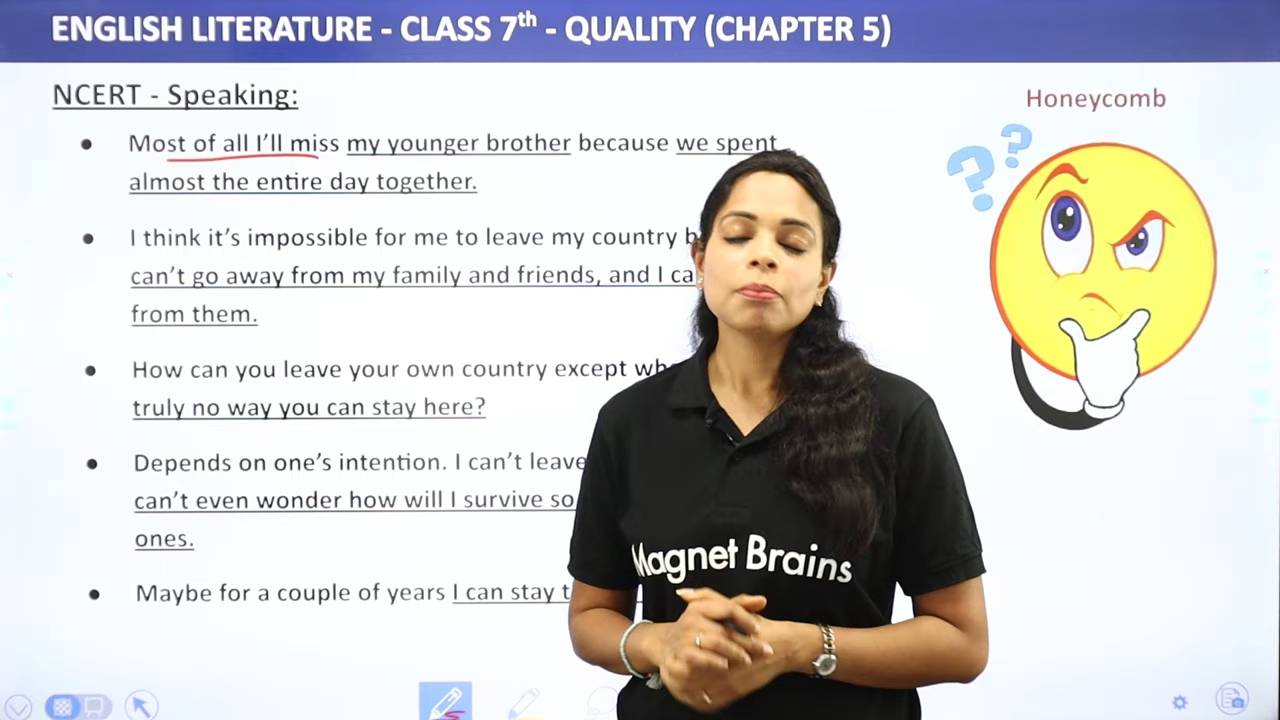 ENGLISH LITERATURE - CLASS 7th - QUALITY (CHAPTER 5)
NCERT - Speaking:
Honeycomb
• Most of all I'll miss my younger brother because we spent
almost the entire day together.
• I think it's impossible for me to leave my country
can't go away from my family and friends, and I
from them.
• How can you leave your own country except
truly no way you can stay here?
• Depends on one's intention. I can't leave
can't even wonder how will I survive so
ones.
• Maybe for a couple of years I can stay
Magnet Brains